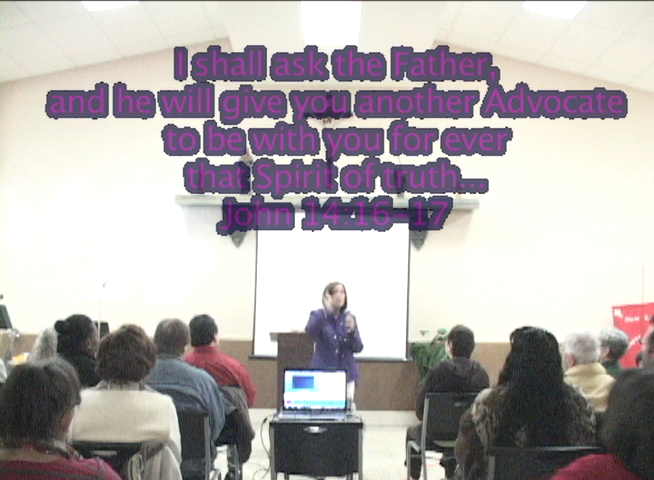 I shall ask the Father,
and he will give you another Advocate
to be with you for ever
that Spirit of truth...
John 14:16-17